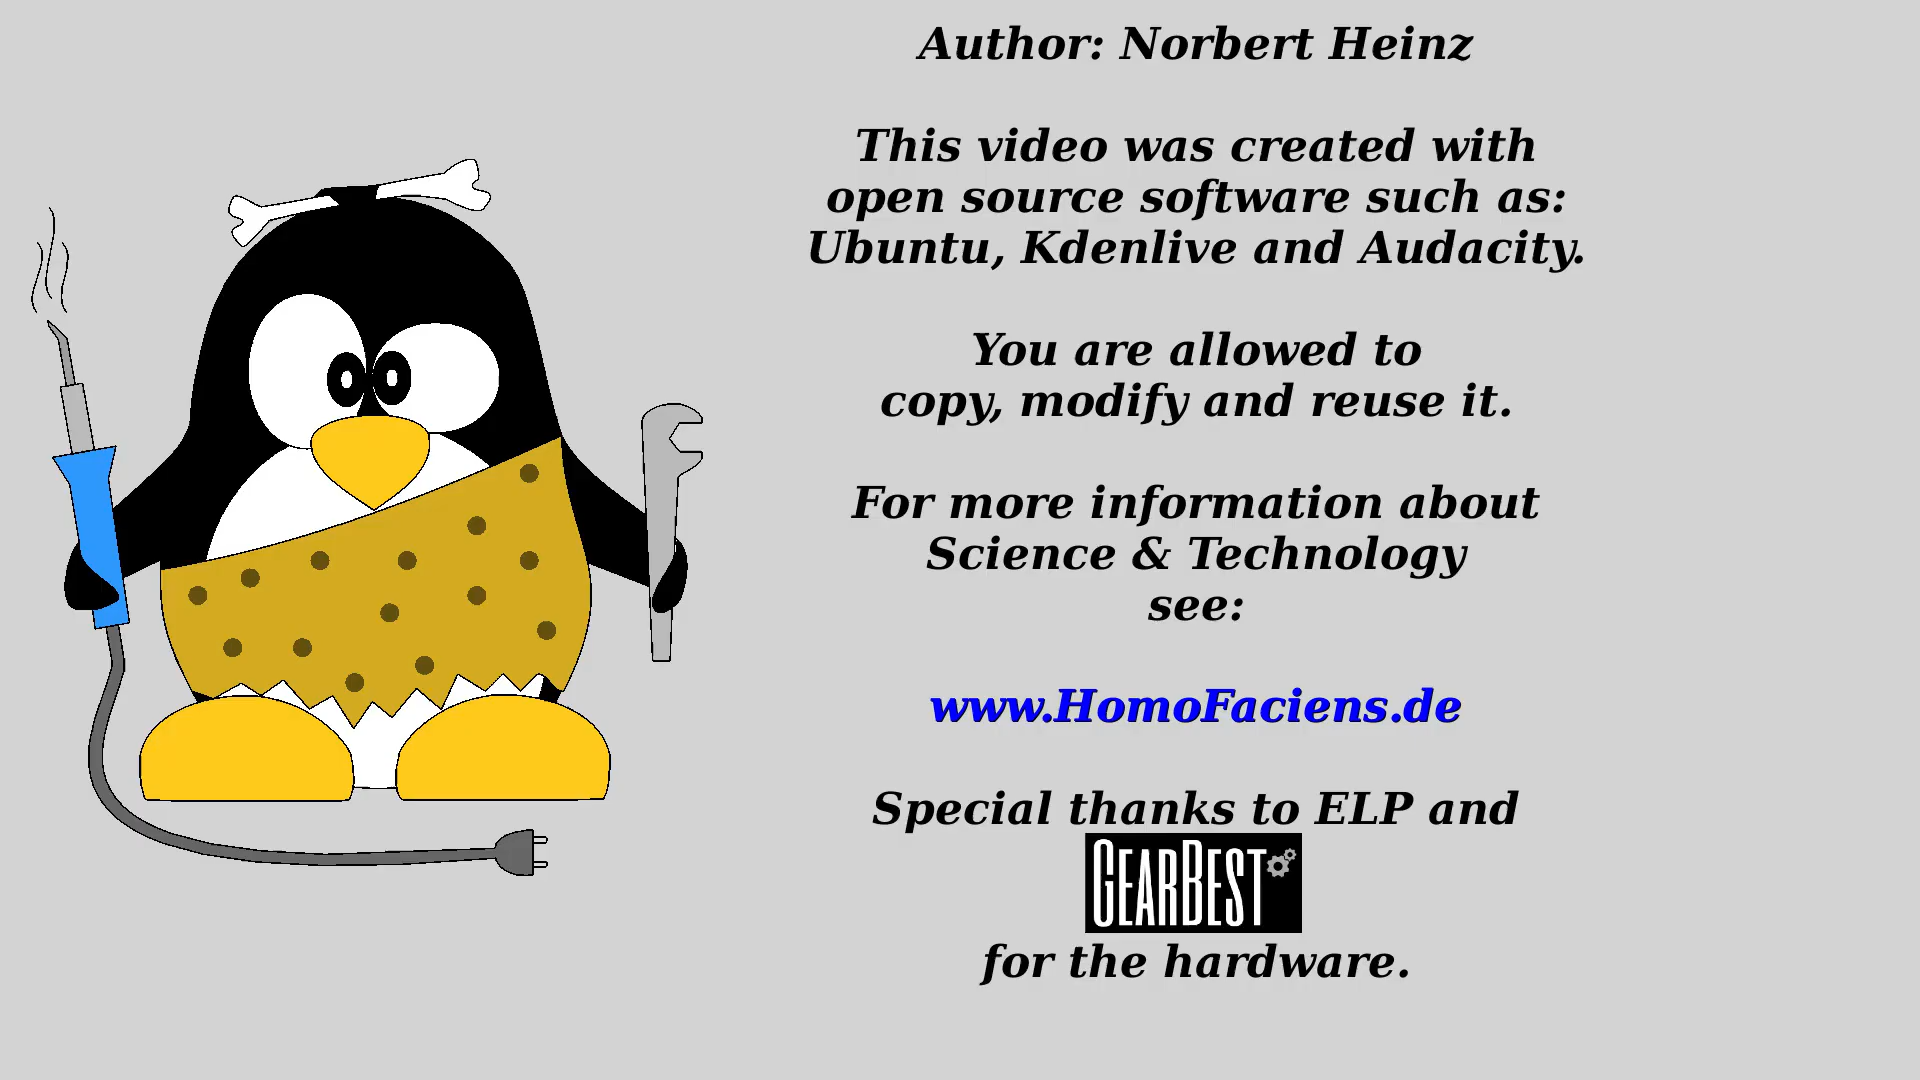 Author: Norbert Heinz
This video was created with
open source software such as:
Ubuntu, Kdenlive and Audacity.
You are allowed to
copy, modify and reuse it.
For more information about
Science & Technology
see:
www.HomoFaciens.de
Special thanks to ELP and
GEARBEST
for the hardware.